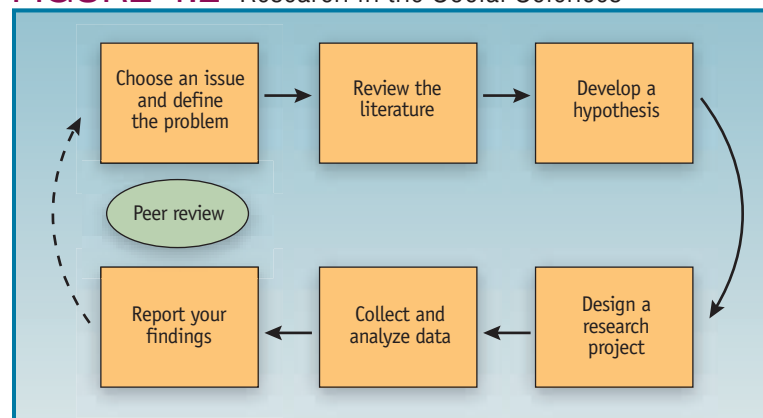 Research in the Social Sciences
Choose an issue
and define
the problem
Review the
literature
Develop a
hypothesis
Peer review
Report your
findings
Collect and
analyze data
Design a
research
project